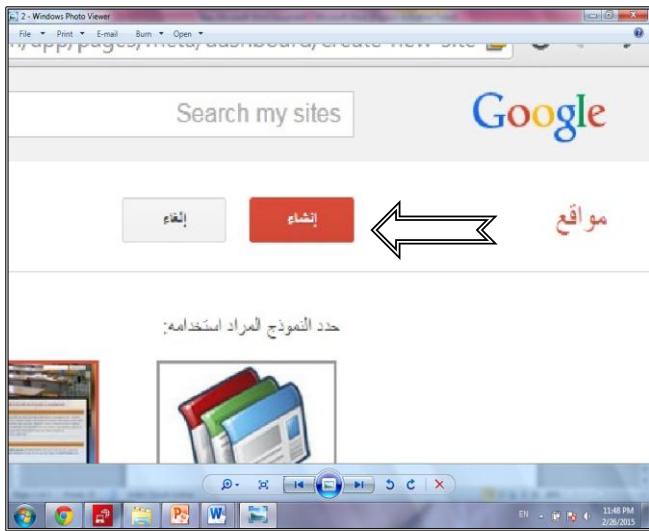 2 - Windows Photo Viewer
File Print E-mail Burn Open
/app/pages/meta/dashboard/create-new-site
Search my sites
Google
مواقع
إنشاء
إلغاء
حدد النموذج المراد استخدامه:
EN
11:48 PM
2/26/2015